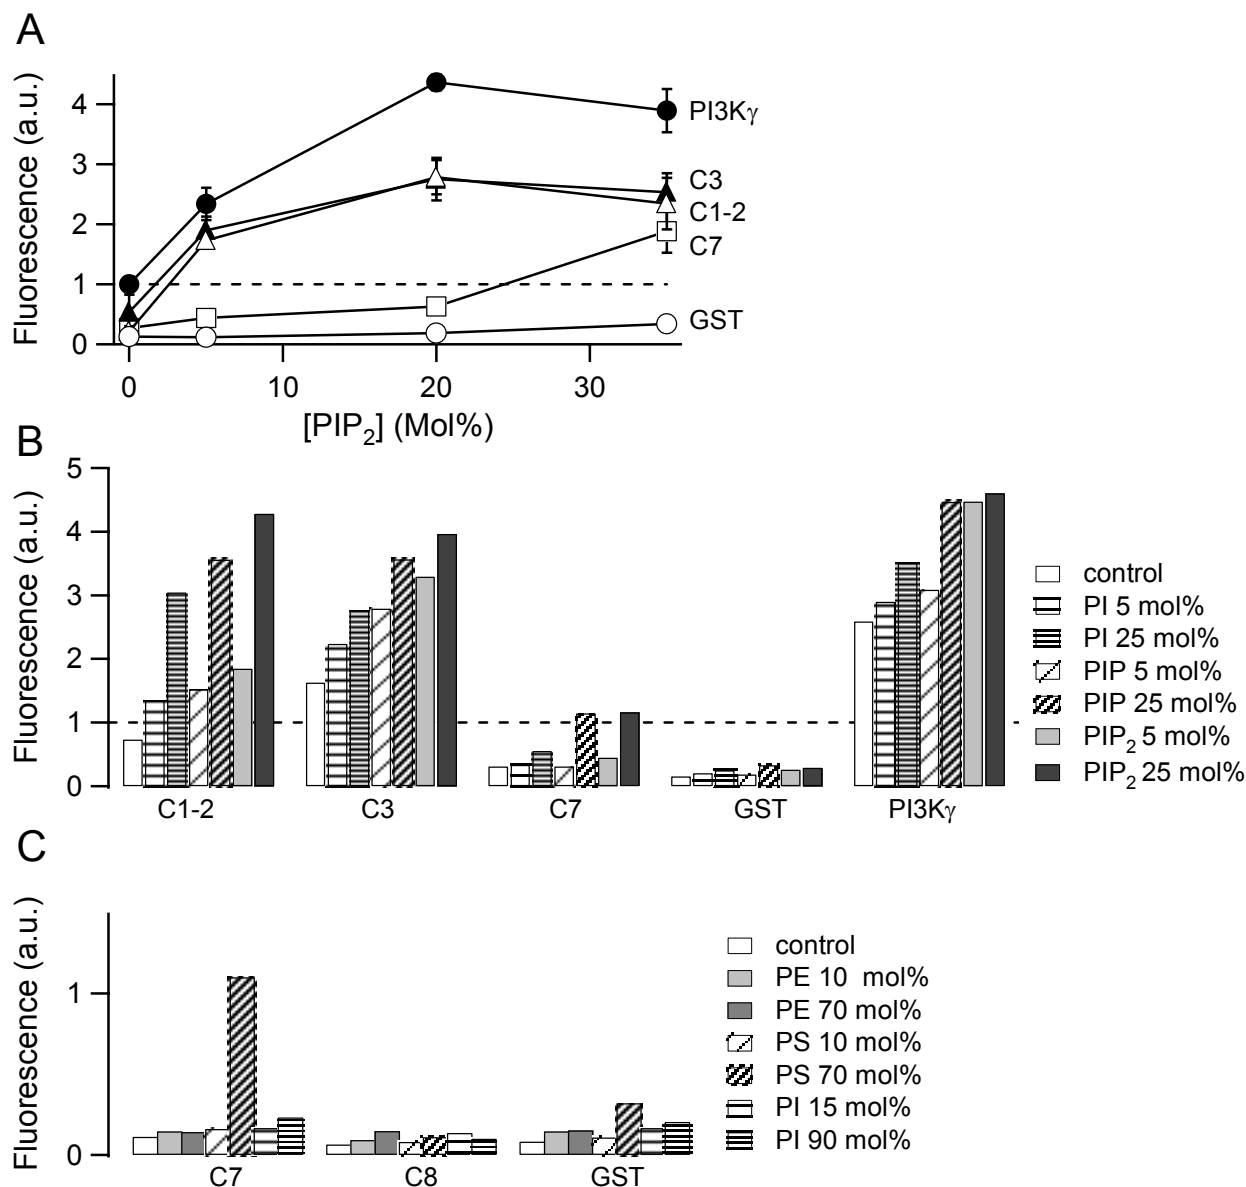 A
Fluorescence (a.u.)
4
3
2
1
0
PI3Kγ
C3
C1-2
C7
GST
0 10 20 30
[PIP2] (Mol%)
B
Fluorescence (a.u.)
5
4
3
2
1
0
C1-2 C3 C7 GST PI3Kγ
control
PI 5 mol%
PI 25 mol%
PIP 5 mol%
PIP 25 mol%
PIP2 5 mol%
PIP2 25 mol%
C
Fluorescence (a.u.)
1
0
C7 C8 GST
control
PE 10 mol%
PE 70 mol%
PS 10 mol%
PS 70 mol%
PI 15 mol%
PI 90 mol%